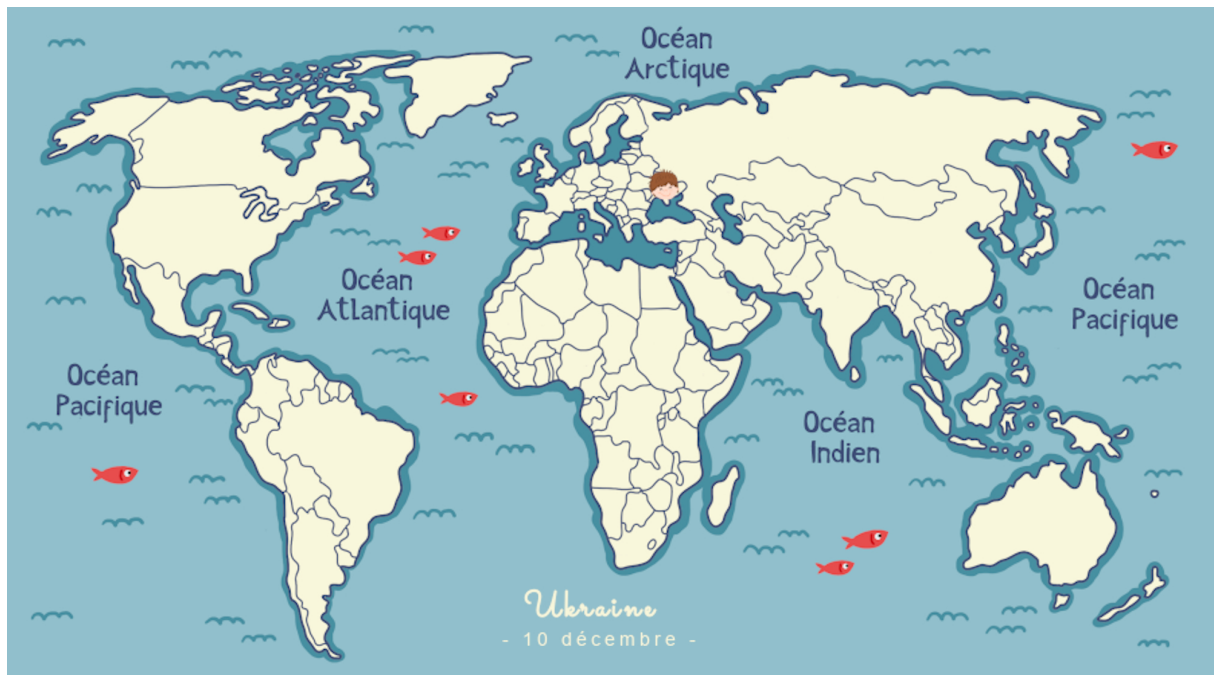 Océan
Arctique
Océan
Atlantique
Océan
Pacifique
Océan
Pacifique
Océan
Indien
Ukraine
- 10 décembre -